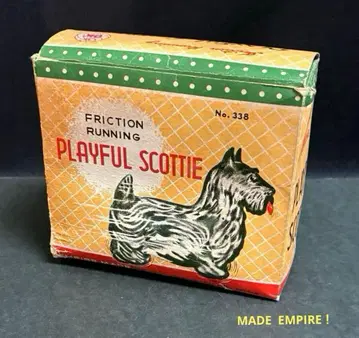 FRICTION
RUNNING
No. 338
PLAYFUL SCOTTIE
MADE EMPIRE!